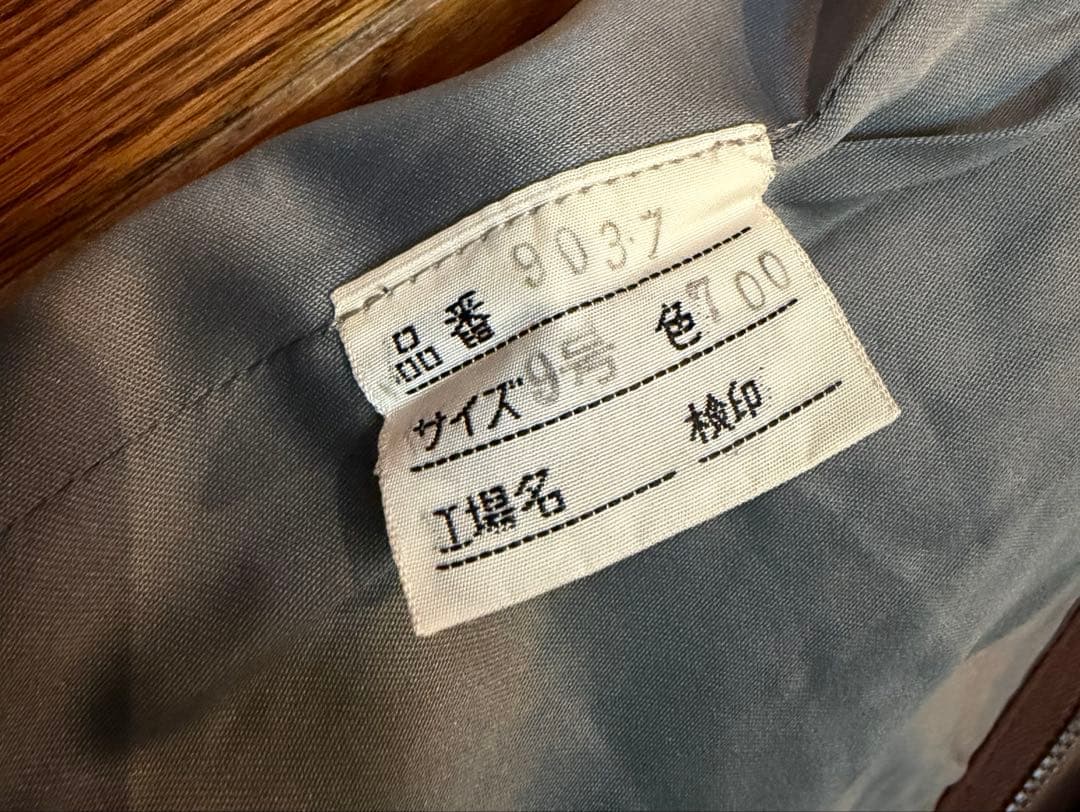 品番 9037
サイズ 9号 色 700
検印
工場名